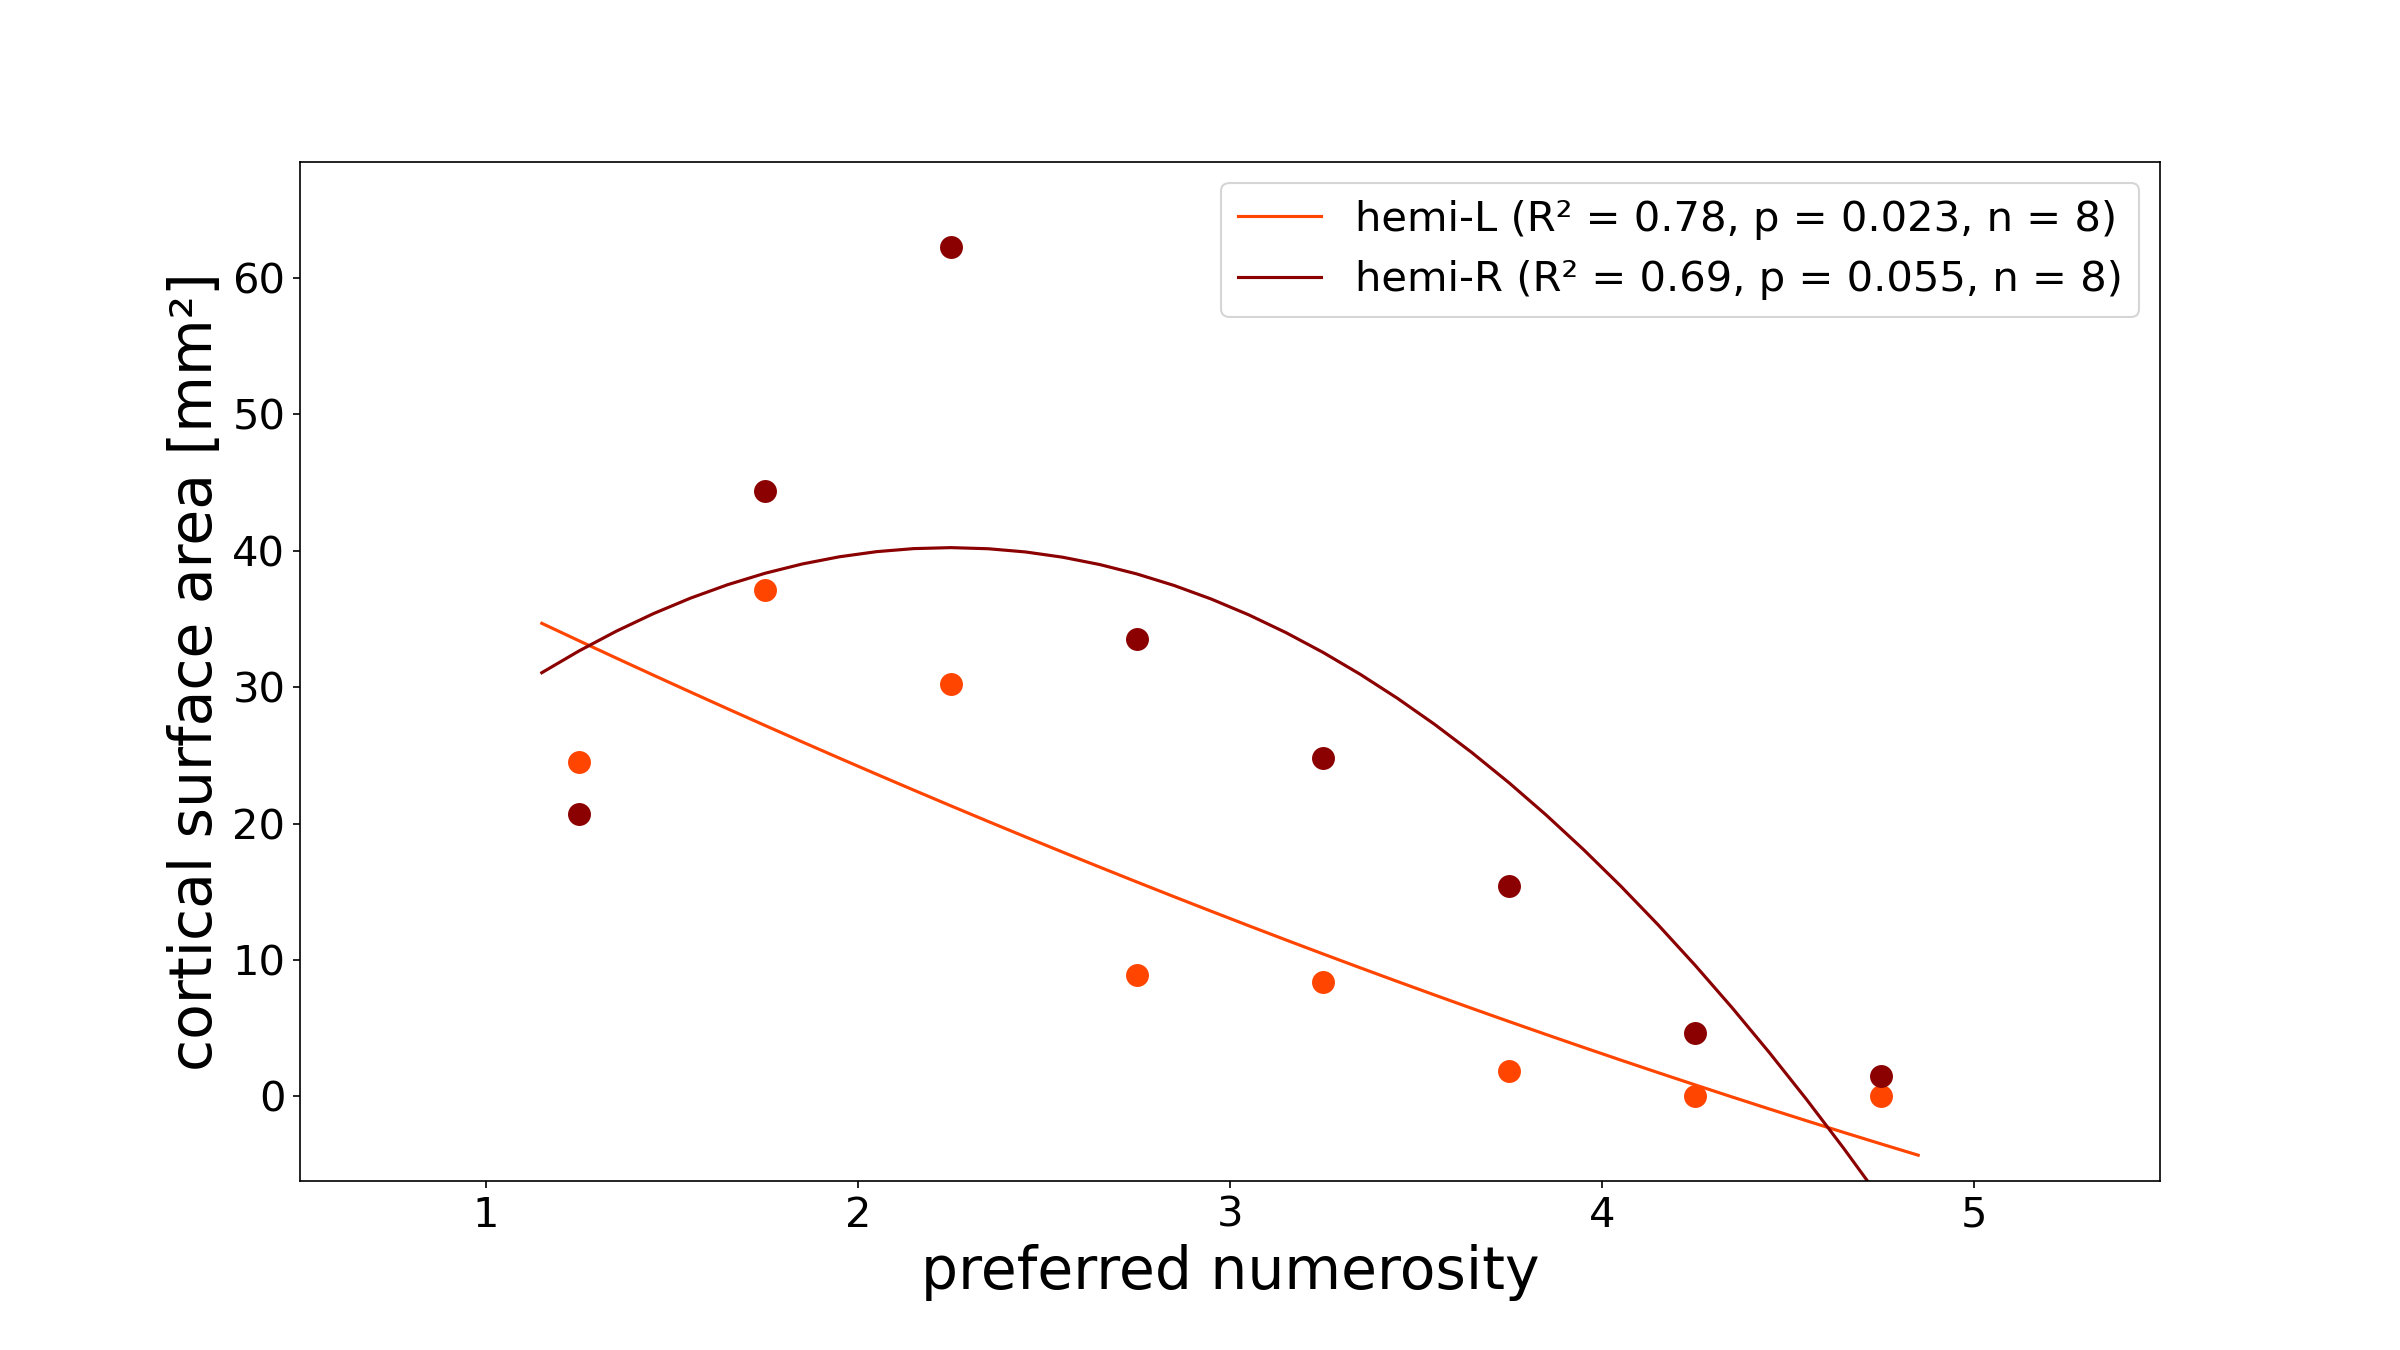 hemi-L (R² = 0.78, p = 0.023, n = 8)
hemi-R (R² = 0.69, p = 0.055, n = 8)
cortical surface area [mm²]
60
50
40
30
20
10
0
1 2 3 4 5
preferred numerosity